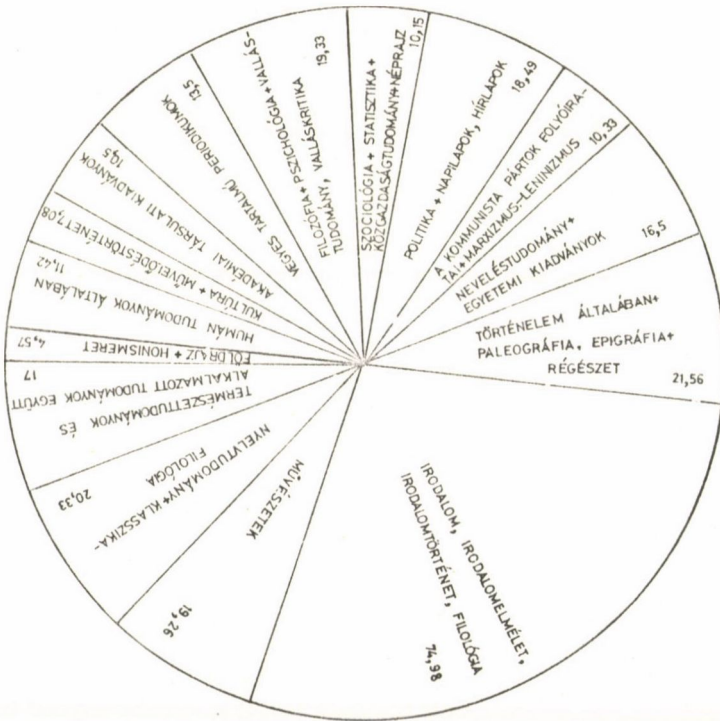 SZOCIOLÓGIA + STATISZTIKA +
KÖZGAZDASÁGTUDOMÁNY+NÉPRAJZ
10,15
POLITIKA + NAPILAPOK, HÍRLAPOK
18,49
A KOMMUNISTA PÁRTOK FOLYÓIRA-
TAI+MARXIZMUS-LENINIZMUS 10,33
NEVELÉSTUDOMÁNY+
EGYETEMI KIADVÁNYOK
16,5
TÖRTÉNELEM ÁLTALÁBAN+
PALEOGRÁFIA, EPIGRÁFIA+
RÉGÉSZET
21,56
IRODALOM, IRODALOMELMÉLET,
IRODALOMTÖRTÉNET, FILOLÓGIA
74,98
MŰVÉSZETEK
19,26
NYELVTUDOMÁNY+KLASSZIKA-
FILOLÓGIA
20,33
TERMÉSZETTUDOMÁNYOK ÉS
ALKALMAZOTT TUDOMÁNYOK EGYÜTT
17
FÖLDRAJZ + HONISMERET
4,57
HUMÁN TUDOMÁNYOK ÁLTALÁBAN
11,42
KULTÚRA + MŰVELŐDÉSTÖRTÉNET 7,08
AKADÉMIAI TÁRSULATI KIADVÁNYOK
10,5
VEGYES TARTALMÚ PERIODIKUMOK
13,5
FILOZÓFIA+PSZICHOLÓGIA+VALLÁS-
TUDOMÁNY, VALLÁSKRITIKA
19,33